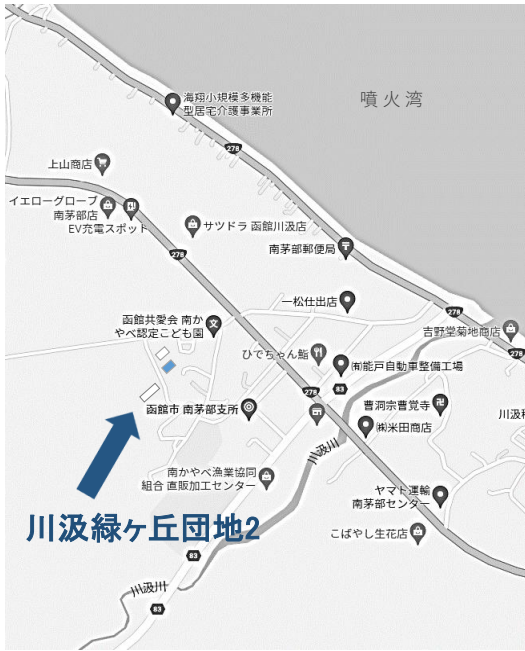 海翔小規模多機能
型居宅介護事業所
噴火湾
278
上山商店
イエローグローブ
南茅部店
EV充電スポット
サツドラ 函館川汲店
278
南茅部郵便局
一松仕出店
278
吉野堂菊地商店
函館共愛会 南か
やべ認定こども園
ひでちゃん鮨
278
㈲能戸自動車整備工場
278
83
函館市 南茅部支所
曹洞宗曹覚寺
川汲
㈱米田商店
川汲川
南かやべ漁業協同
組合 直販加工センター
ヤマト運輸
南茅部センター
川汲緑ヶ丘団地2
こばやし生花店
83
川汲川
83